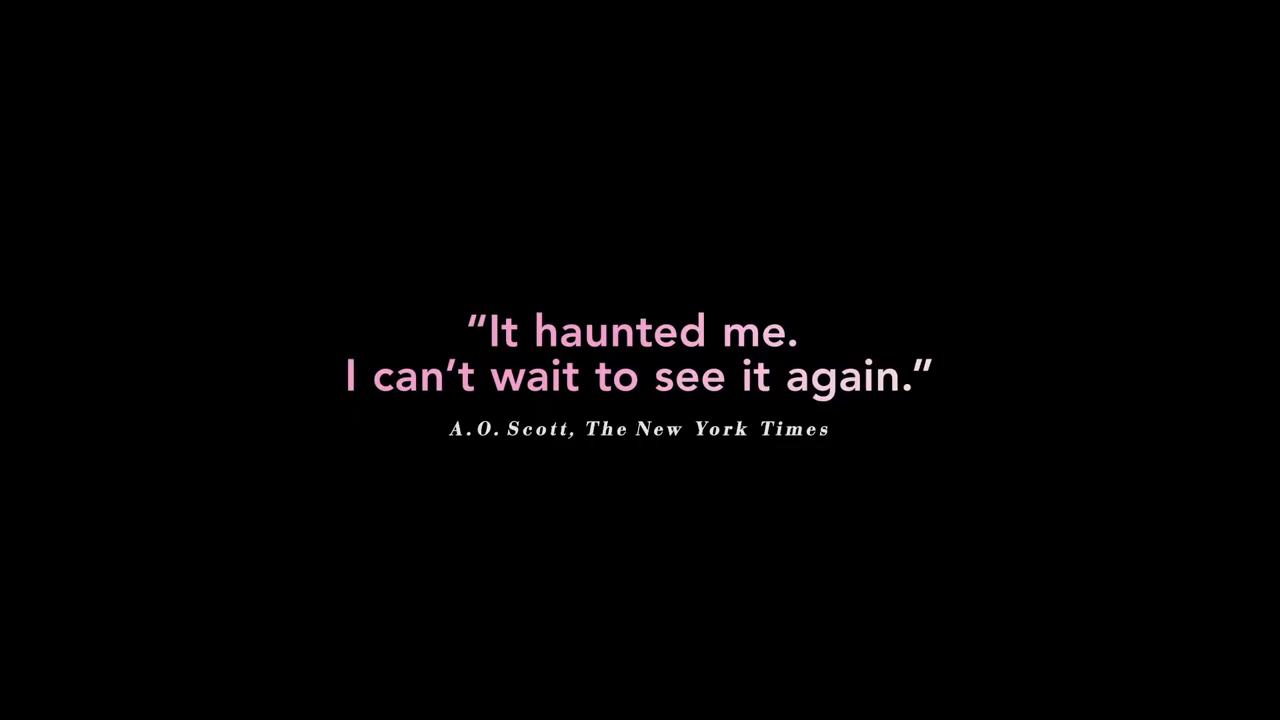 “It haunted me.
I can’t wait to see it again.”
A.O. Scott, The New York Times